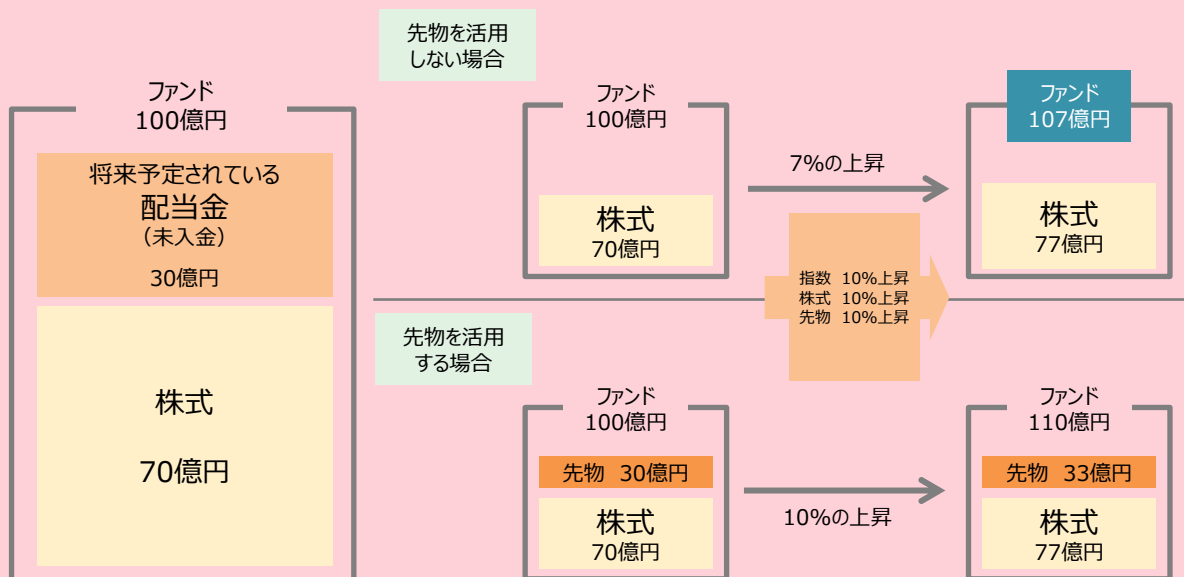 ファンド
100億円
将来予定されている
配当金
（未入金）
30億円
株式
70億円
先物を活用
しない場合
ファンド
100億円
株式
70億円
7%の上昇
ファンド
107億円
株式
77億円
指数 10%上昇
株式 10%上昇
先物 10%上昇
先物を活用
する場合
ファンド
100億円
先物 30億円
株式
70億円
10%の上昇
ファンド
110億円
先物 33億円
株式
77億円